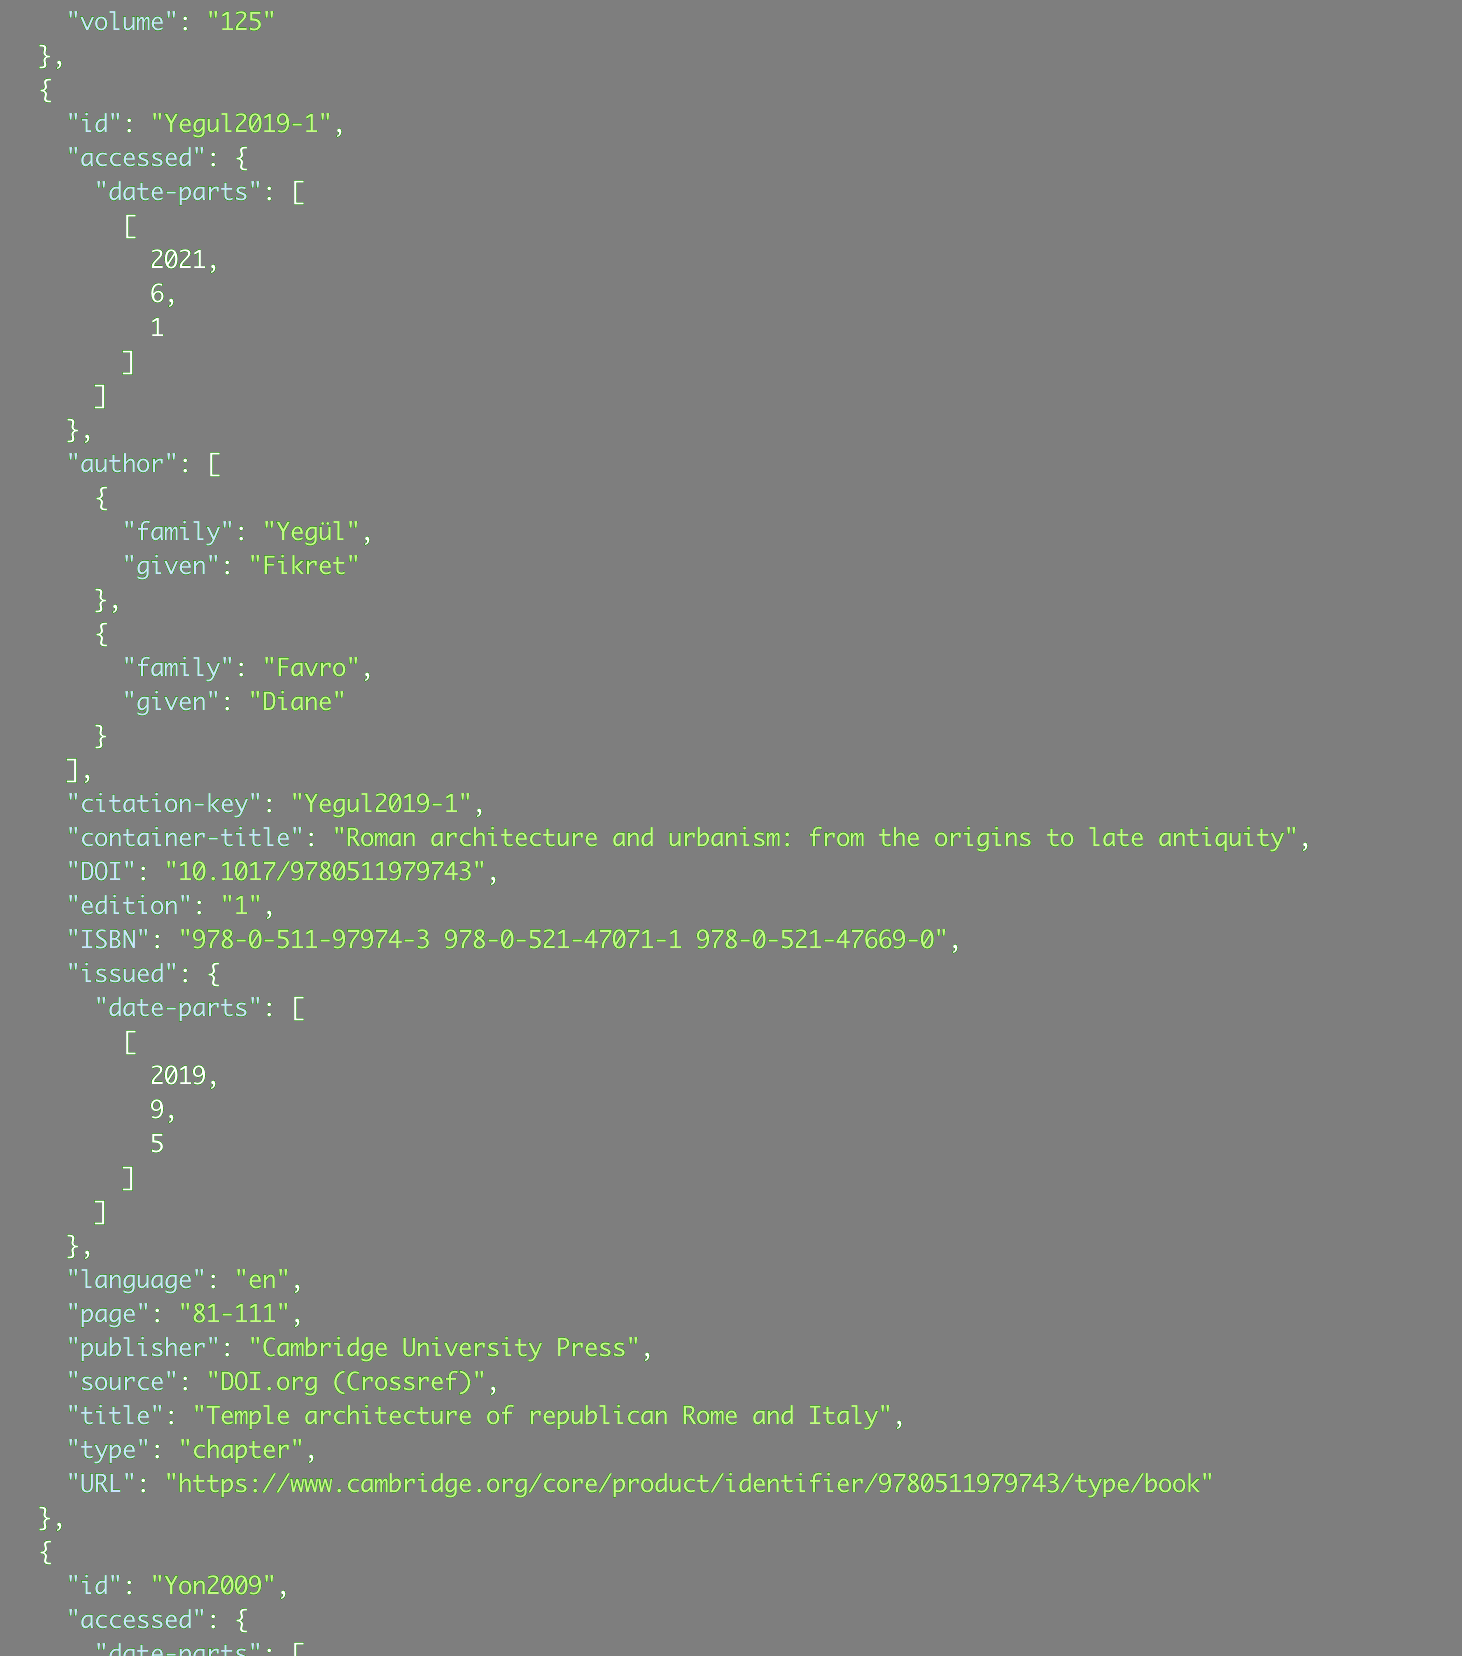 "volume": "125"
  },
  {
    "id": "Yegul2019-1",
    "accessed": {
      "date-parts": [
        [
          2021,
          6,
          1
        ]
      ]
    },
    "author": [
      {
        "family": "Yegül",
        "given": "Fikret"
      },
      {
        "family": "Favro",
        "given": "Diane"
      }
    ],
    "citation-key": "Yegul2019-1",
    "container-title": "Roman architecture and urbanism: from the origins to late antiquity",
    "DOI": "10.1017/9780511979743",
    "edition": "1",
    "ISBN": "978-0-511-97974-3 978-0-521-47071-1 978-0-521-47669-0",
    "issued": {
      "date-parts": [
        [
          2019,
          9,
          5
        ]
      ]
    },
    "language": "en",
    "page": "81-111",
    "publisher": "Cambridge University Press",
    "source": "DOI.org (Crossref)",
    "title": "Temple architecture of republican Rome and Italy",
    "type": "chapter",
    "URL": "https://www.cambridge.org/core/product/identifier/9780511979743/type/book"
  },
  {
    "id": "Yon2009",
    "accessed": {
      "date-parts": [